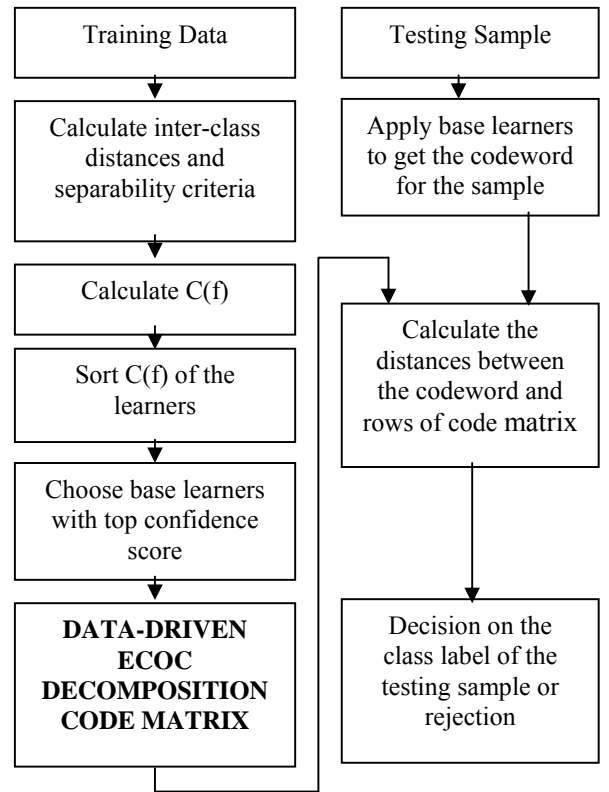 Training Data
Calculate inter-class
distances and
separability criteria
Calculate C(f)
Sort C(f) of the
learners
Choose base learners
with top confidence
score
DATA-DRIVEN
ECOC
DECOMPOSITION
CODE MATRIX
Testing Sample
Apply base learners
to get the codeword
for the sample
Calculate the
distances between
the codeword and
rows of code matrix
Decision on the
class label of the
testing sample or
rejection